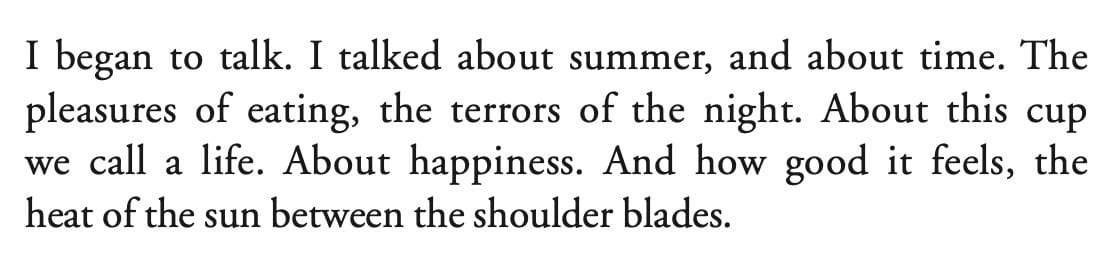 I began to talk. I talked about summer, and about time. The
pleasures of eating, the terrors of the night. About this cup
we call a life. About happiness. And how good it feels, the
heat of the sun between the shoulder blades.